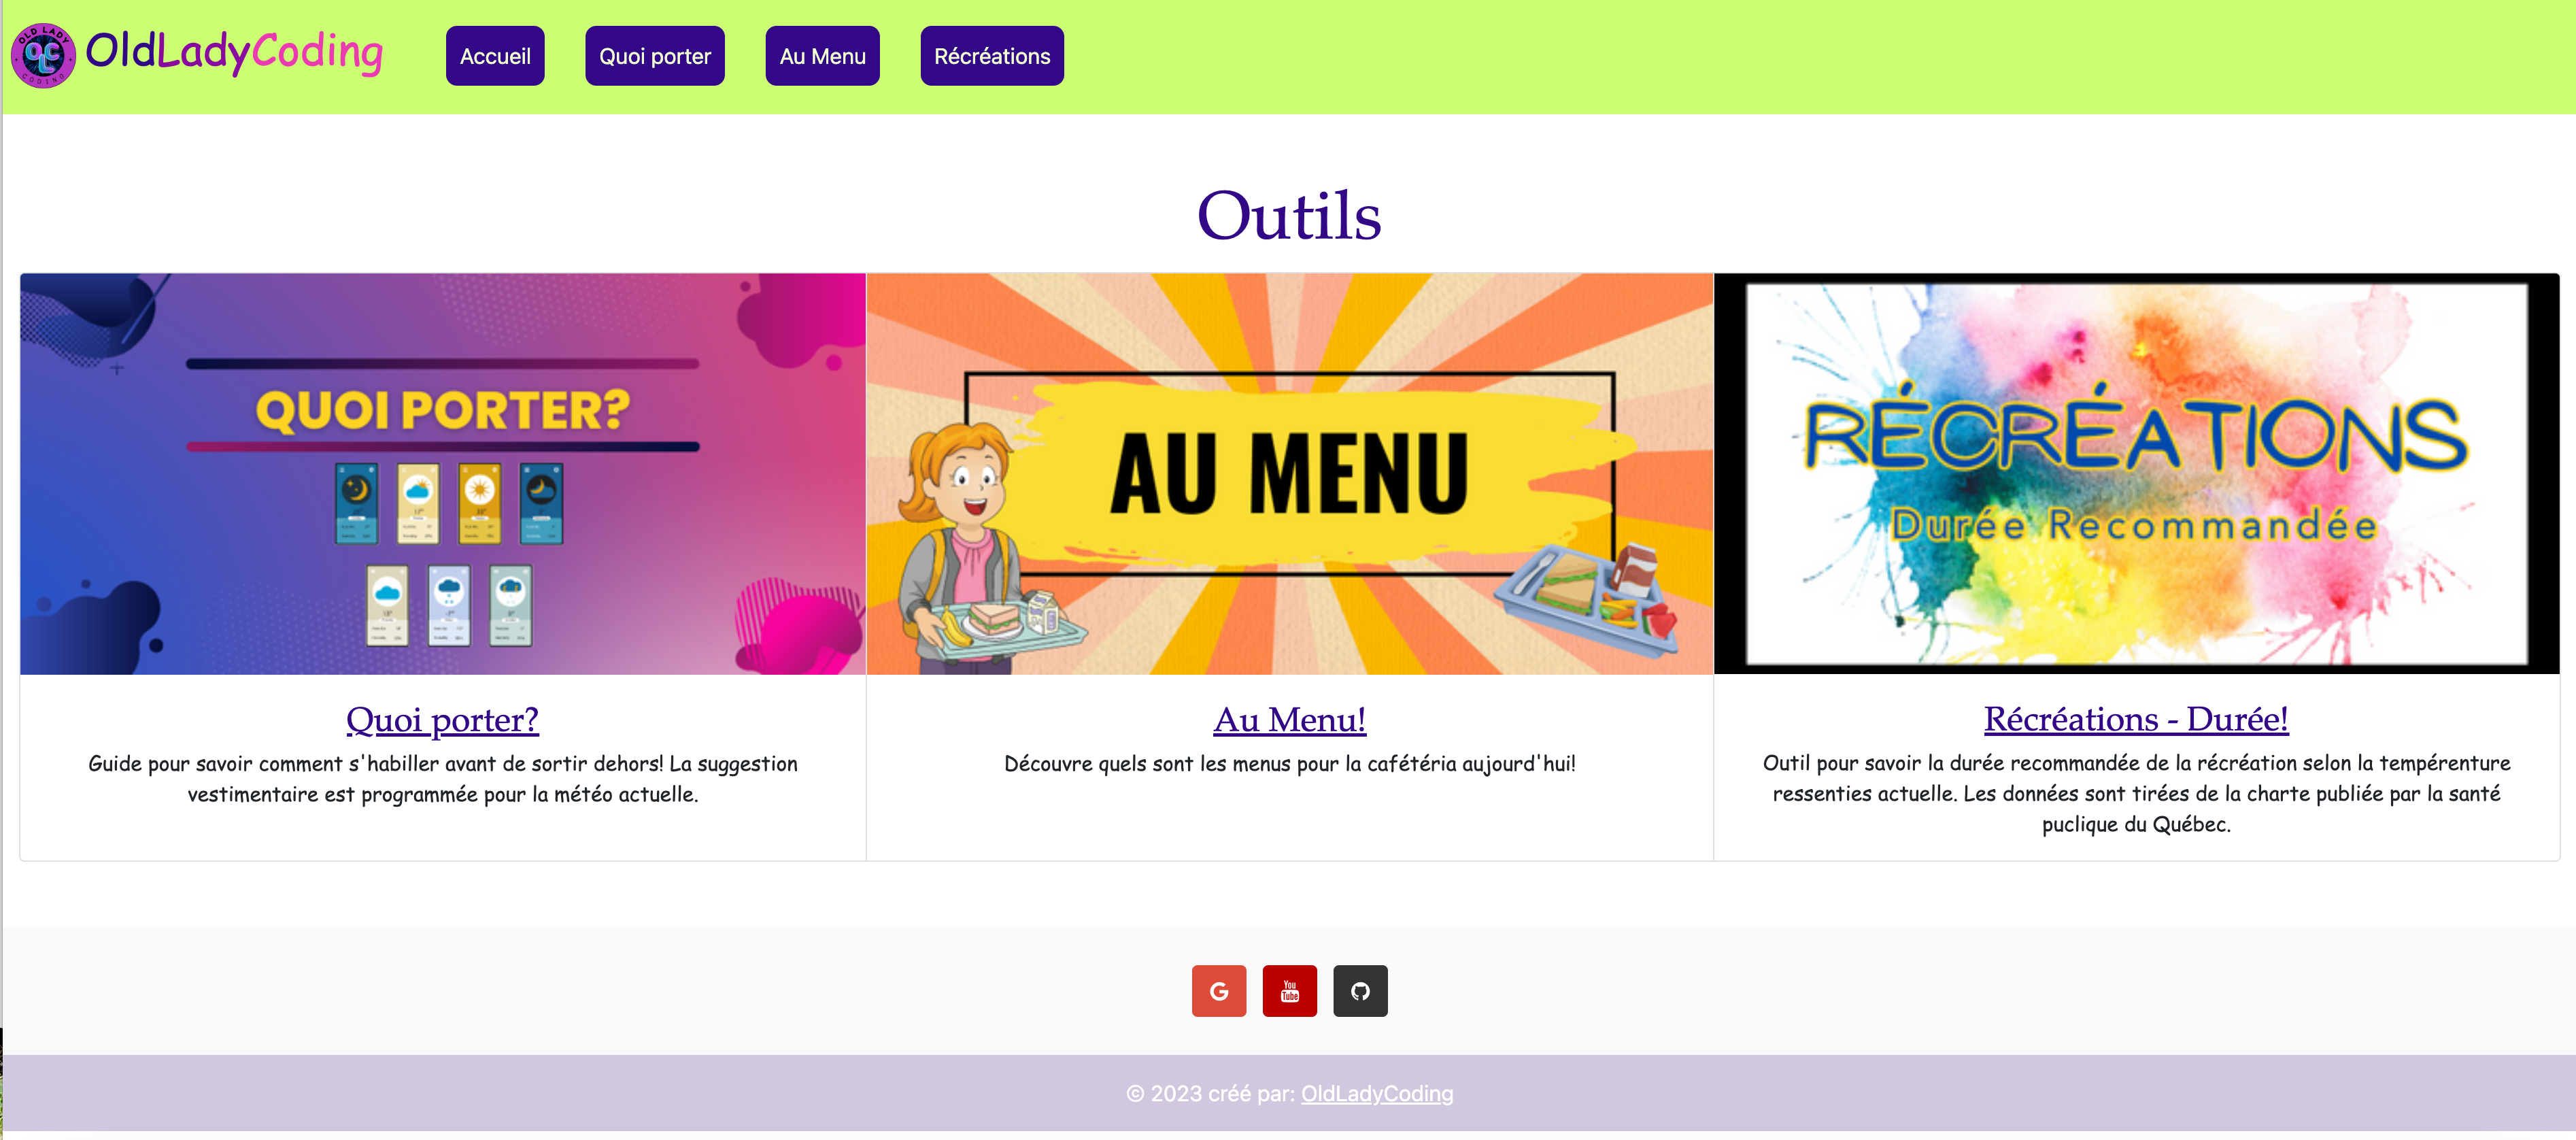 OLD LADY
OLC
CODING
OldLadyCoding
Accueil
Quoi porter
Au Menu
Récréations
Outils
QUOI PORTER?
AU MENU
RÉCRÉATIONS
Durée Recommandée
Quoi porter?
Guide pour savoir comment s'habiller avant de sortir dehors! La suggestion
vestimentaire est programmée pour la météo actuelle.
Au Menu!
Découvre quels sont les menus pour la cafétéria aujourd'hui!
Récréations - Durée!
Outil pour savoir la durée recommandée de la récréation selon la tempérenture
ressenties actuelle. Les données sont tirées de la charte publiée par la santé
puclique du Québec.
G
You
Tube
© 2023 créé par: OldLadyCoding